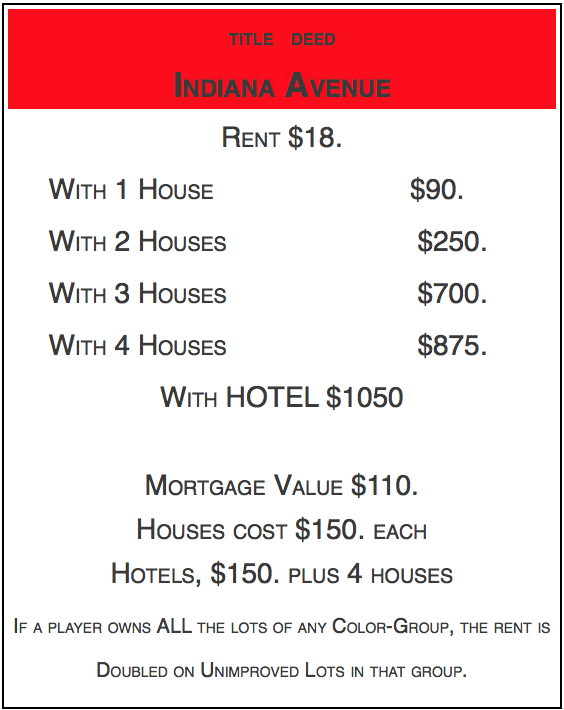 TITLE DEED
INDIANA AVENUE
RENT $18.
WITH 1 HOUSE $90.
WITH 2 HOUSES $250.
WITH 3 HOUSES $700.
WITH 4 HOUSES $875.
WITH HOTEL $1050
MORTGAGE VALUE $110.
HOUSES COST $150. EACH
HOTELS, $150. PLUS 4 HOUSES
IF A PLAYER OWNS ALL THE LOTS OF ANY COLOR-GROUP, THE RENT IS
DOUBLED ON UNIMPROVED LOTS IN THAT GROUP.